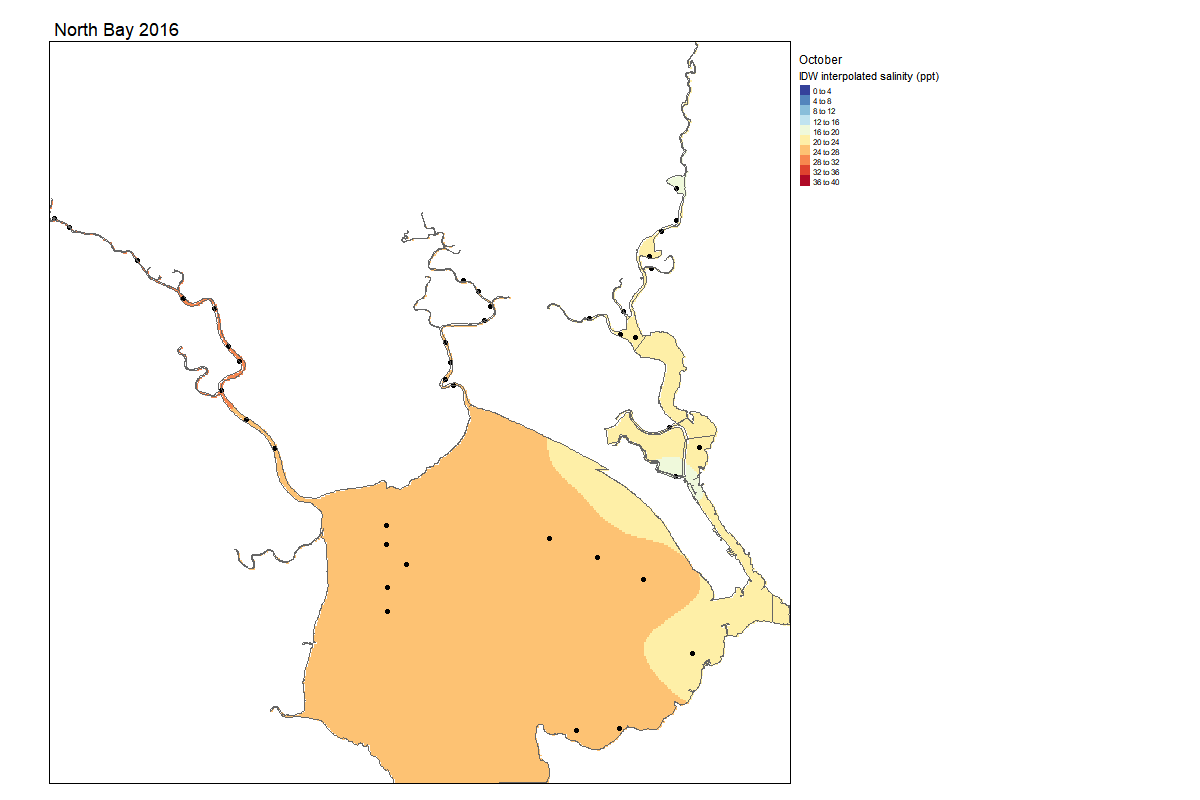 North Bay 2016
October
IDW interpolated salinity (ppt)
0 to 4
4 to 8
8 to 12
12 to 16
16 to 20
20 to 24
24 to 28
28 to 32
32 to 36
36 to 40